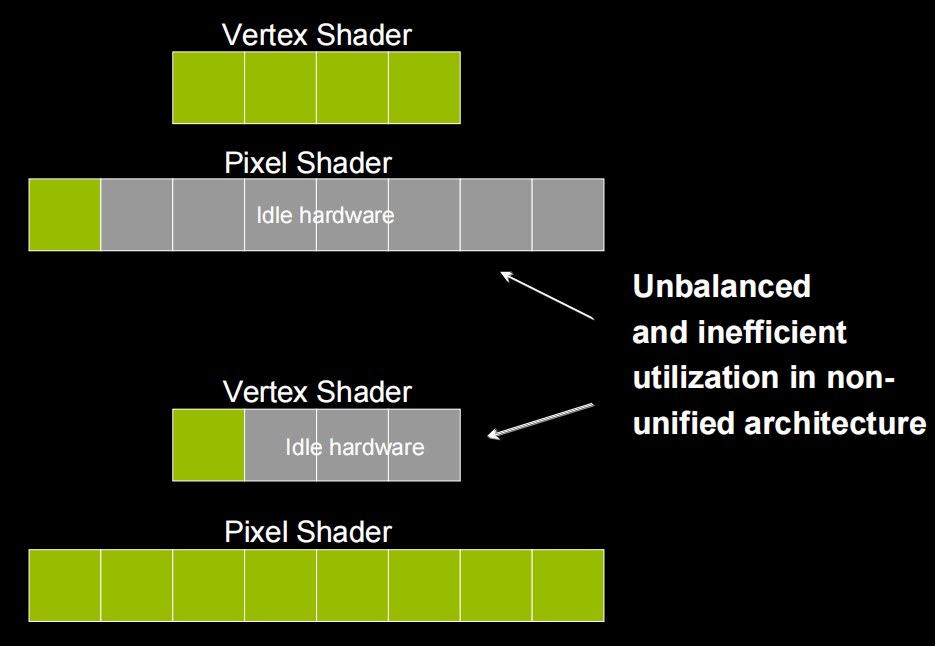 Vertex Shader
Pixel Shader
Idle hardware
Unbalanced
and inefficient
utilization in non-
unified architecture
Vertex Shader
Idle hardware
Pixel Shader